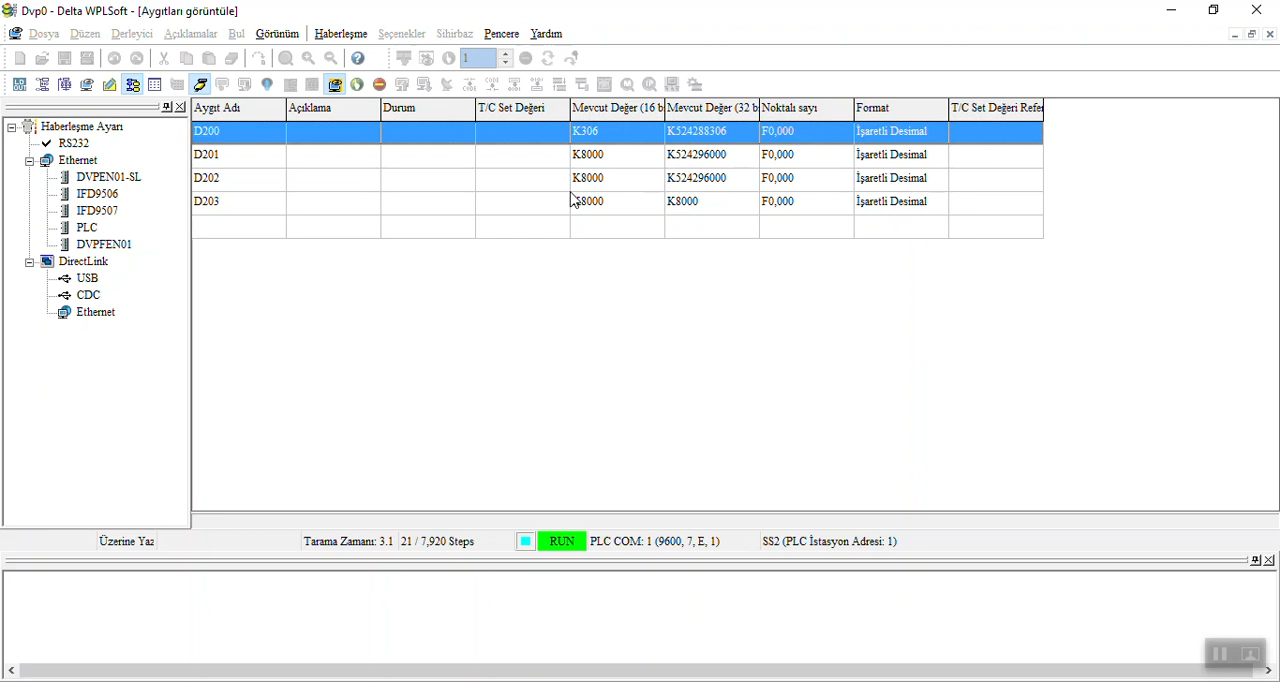 Dvp0 - Delta WPLSoft - [Aygıtları görüntüle]
Dosya Düzen Derleyici Açıklamalar Bul Görünüm Haberleşme Seçenekler Sihirbaz Pencere Yardım
1
Haberleşme Ayarı
RS232
Ethernet
DVPEN01-SL
IFD9506
IFD9507
PLC
DVPFEN01
DirectLink
USB
CDC
Ethernet
Aygıt Adı Açıklama Durum T/C Set Değeri Mevcut Değer (16 b Mevcut Değer (32 b Noktalı sayı Format T/C Set Değeri Refer
D200 K306 K524288306 F0,000 İşaretli Desimal
D201 K8000 K524296000 F0,000 İşaretli Desimal
D202 K8000 K524296000 F0,000 İşaretli Desimal
D203 K8000 K8000 F0,000 İşaretli Desimal
Üzerine Yaz Tarama Zamanı: 3.1 21 / 7,920 Steps RUN PLC COM: 1 (9600, 7, E, 1) SS2 (PLC İstasyon Adresi: 1)